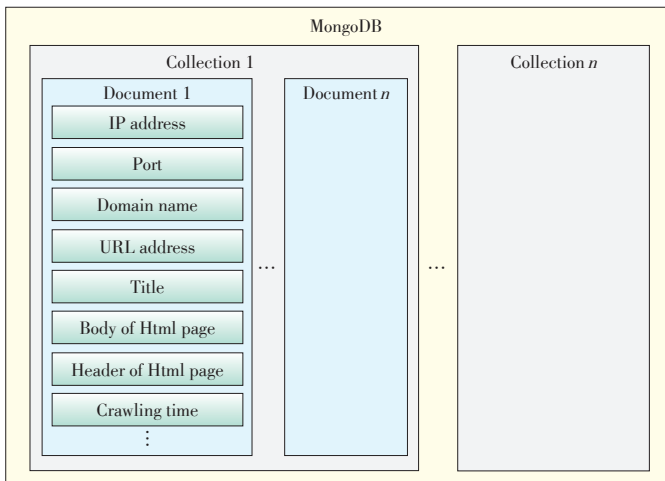 MongoDB
Collection 1
Document 1
IP address
Port
Domain name
URL address
Title
Body of Html page
Header of Html page
Crawling time
⋮
…
Document n
…
Collection n